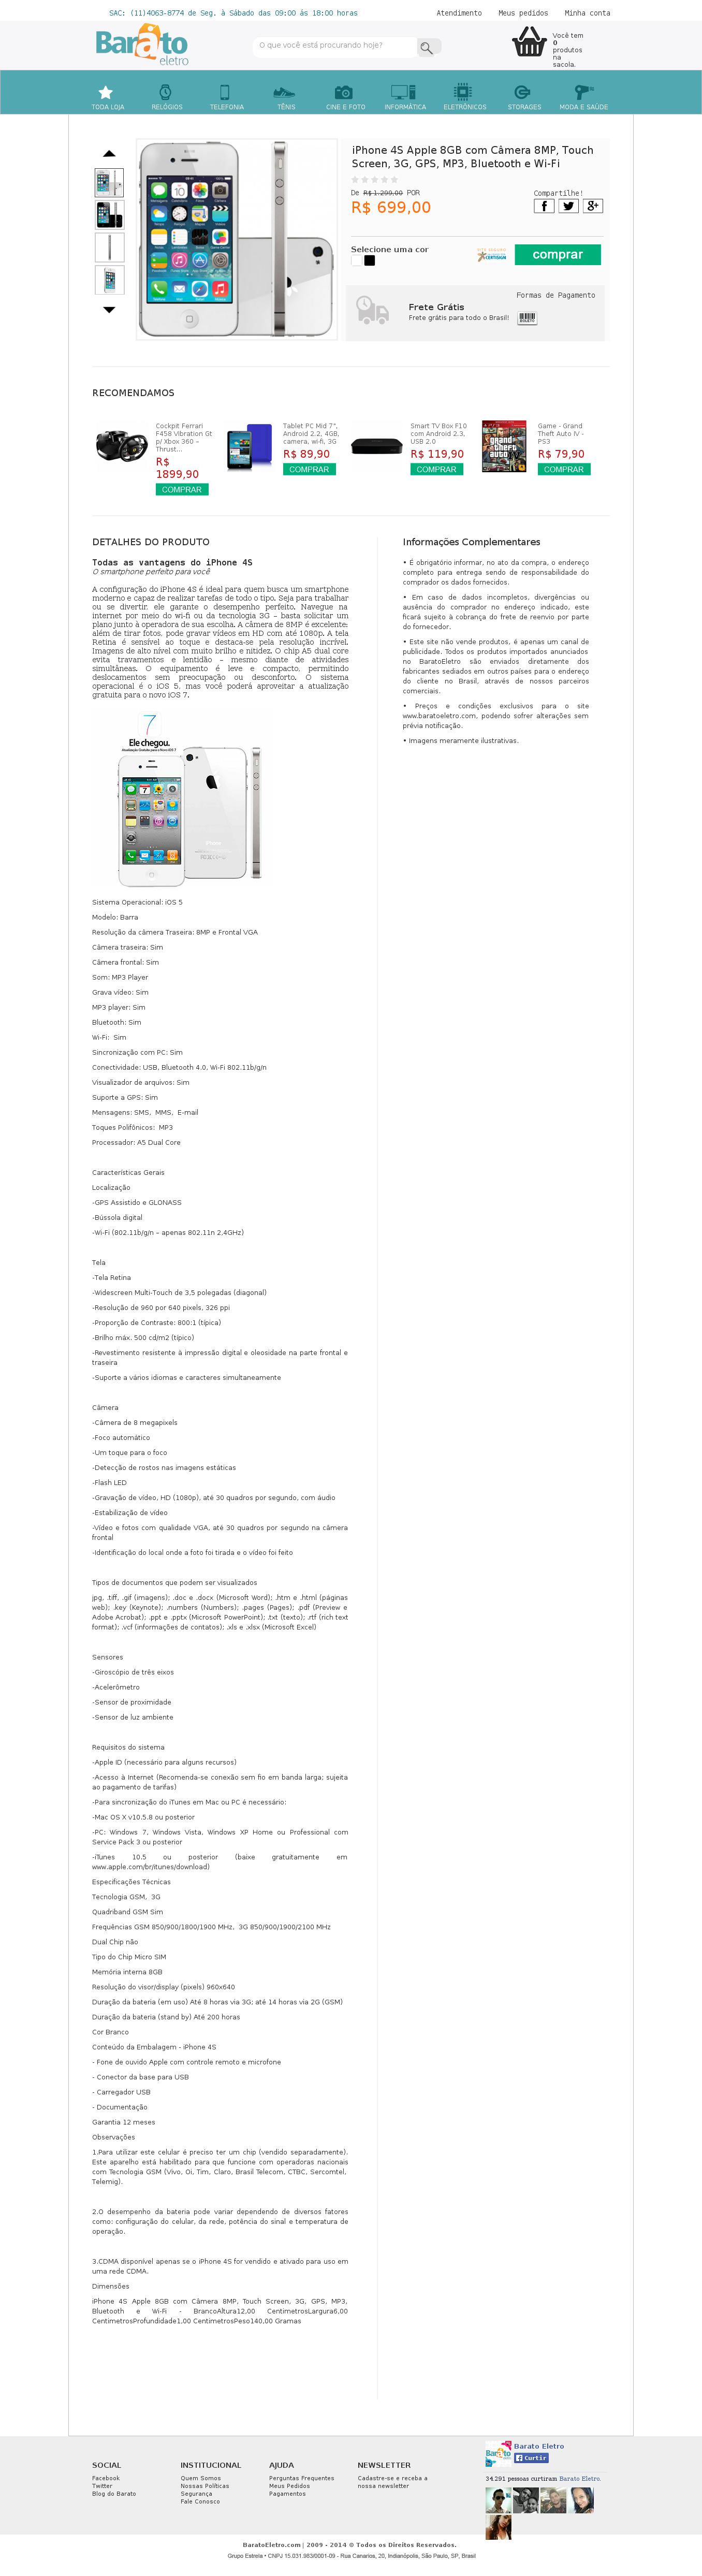 SAC: (11)4063-8774 de Seg. à Sábado das 09:00 ás 18:00 horas
Atendimento Meus pedidos Minha conta
Barato
eletro
O que você está procurando hoje?
Você tem
0
produtos
na
sacola.
TODA LOJA RELÓGIOS TELEFONIA TÊNIS CINE E FOTO INFORMÁTICA ELETRÔNICOS STORAGES MODA E SAÚDE
iPhone 4S Apple 8GB com Câmera 8MP, Touch
Screen, 3G, GPS, MP3, Bluetooth e Wi-Fi
De R$ 1.299,00 POR
R$ 699,00
Compartilhe!
Selecione uma cor
SITE SEGURO
CERTISIGN
comprar
Formas de Pagamento
Frete Grátis
Frete grátis para todo o Brasil!
BOLETO
RECOMENDAMOS
Cockpit Ferrari
F458 Vibration Gt
p/ Xbox 360 –
Thrust...
R$
1899,90
COMPRAR
Tablet PC Mid 7",
Android 2.2, 4GB,
camera, wi-fi, 3G
R$ 89,90
COMPRAR
Smart TV Box F10
com Android 2.3,
USB 2.0
R$ 119,90
COMPRAR
grand
theft
auto
IV
Game - Grand
Theft Auto IV -
PS3
R$ 79,90
COMPRAR
DETALHES DO PRODUTO
Todas as vantagens do iPhone 4S
O smartphone perfeito para você
A configuração do iPhone 4S é ideal para quem busca um smartphone
moderno e capaz de realizar tarefas de todo o tipo. Seja para trabalhar
ou se divertir, ele garante o desempenho perfeito. Navegue na
internet por meio do wi-fi ou da tecnologia 3G – basta solicitar um
plano junto à operadora de sua escolha. A câmera de 8MP é excelente:
além de tirar fotos, pode gravar vídeos em HD com até 1080p. A tela
Retina é sensível ao toque e destaca-se pela resolução incrível.
Imagens de alto nível com muito brilho e nitidez. O chip A5 dual core
evita travamentos e lentidão – mesmo diante de atividades
simultâneas. O equipamento é leve e compacto, permitindo
deslocamentos sem preocupação ou desconforto. O sistema
operacional é o iOS 5, mas você poderá aproveitar a atualização
gratuita para o novo iOS 7.
7
Ele chegou.
Atualização Gratuita para o Novo iOS 7
iPhone
Sistema Operacional: iOS 5
Modelo: Barra
Resolução da câmera Traseira: 8MP e Frontal VGA
Câmera traseira: Sim
Câmera frontal: Sim
Som: MP3 Player
Grava vídeo: Sim
MP3 player: Sim
Bluetooth: Sim
Wi-Fi: Sim
Sincronização com PC: Sim
Conectividade: USB, Bluetooth 4.0, Wi-Fi 802.11b/g/n
Visualizador de arquivos: Sim
Suporte a GPS: Sim
Mensagens: SMS, MMS, E-mail
Toques Polifônicos: MP3
Processador: A5 Dual Core
Características Gerais
Localização
-GPS Assistido e GLONASS
-Bússola digital
-Wi-Fi (802.11b/g/n – apenas 802.11n 2,4GHz)
Tela
-Tela Retina
-Widescreen Multi-Touch de 3,5 polegadas (diagonal)
-Resolução de 960 por 640 pixels, 326 ppi
-Proporção de Contraste: 800:1 (típica)
-Brilho máx. 500 cd/m2 (típico)
-Revestimento resistente à impressão digital e oleosidade na parte frontal e
traseira
-Suporte a vários idiomas e caracteres simultaneamente
Câmera
-Câmera de 8 megapixels
-Foco automático
-Um toque para o foco
-Detecção de rostos nas imagens estáticas
-Flash LED
-Gravação de vídeo, HD (1080p), até 30 quadros por segundo, com áudio
-Estabilização de vídeo
-Vídeo e fotos com qualidade VGA, até 30 quadros por segundo na câmera
frontal
-Identificação do local onde a foto foi tirada e o vídeo foi feito
Tipos de documentos que podem ser visualizados
jpg, .tiff, .gif (imagens); .doc e .docx (Microsoft Word); .htm e .html (páginas
web); .key (Keynote); .numbers (Numbers); .pages (Pages); .pdf (Preview e
Adobe Acrobat); .ppt e .pptx (Microsoft PowerPoint); .txt (texto); .rtf (rich text
format); .vcf (informações de contatos); .xls e .xlsx (Microsoft Excel)
Sensores
-Giroscópio de três eixos
-Acelerômetro
-Sensor de proximidade
-Sensor de luz ambiente
Requisitos do sistema
-Apple ID (necessário para alguns recursos)
-Acesso à Internet (Recomenda-se conexão sem fio em banda larga; sujeita
ao pagamento de tarifas)
-Para sincronização do iTunes em Mac ou PC é necessário:
-Mac OS X v10.5.8 ou posterior
-PC: Windows 7, Windows Vista, Windows XP Home ou Professional com
Service Pack 3 ou posterior
-iTunes 10.5 ou posterior (baixe gratuitamente em
www.apple.com/br/itunes/download)
Especificações Técnicas
Tecnologia GSM, 3G
Quadriband GSM Sim
Frequências GSM 850/900/1800/1900 MHz, 3G 850/900/1900/2100 MHz
Dual Chip não
Tipo do Chip Micro SIM
Memória interna 8GB
Resolução do visor/display (pixels) 960x640
Duração da bateria (em uso) Até 8 horas via 3G; até 14 horas via 2G (GSM)
Duração da bateria (stand by) Até 200 horas
Cor Branco
Conteúdo da Embalagem - iPhone 4S
- Fone de ouvido Apple com controle remoto e microfone
- Conector da base para USB
- Carregador USB
- Documentação
Garantia 12 meses
Observações
1.Para utilizar este celular é preciso ter um chip (vendido separadamente).
Este aparelho está habilitado para que funcione com operadoras nacionais
com Tecnologia GSM (Vivo, Oi, Tim, Claro, Brasil Telecom, CTBC, Sercomtel,
Telemig).
2.O desempenho da bateria pode variar dependendo de diversos fatores
como: configuração do celular, da rede, potência do sinal e temperatura de
operação.
3.CDMA disponível apenas se o iPhone 4S for vendido e ativado para uso em
uma rede CDMA.
Dimensões
iPhone 4S Apple 8GB com Câmera 8MP, Touch Screen, 3G, GPS, MP3,
Bluetooth e Wi-Fi - BrancoAltura12,00 CentimetrosLargura6,00
CentimetrosProfundidade1,00 CentimetrosPeso140,00 Gramas
Informações Complementares
• É obrigatório informar, no ato da compra, o endereço
completo para entrega sendo de responsabilidade do
comprador os dados fornecidos.
• Em caso de dados incompletos, divergências ou
ausência do comprador no endereço indicado, este
ficará sujeito à cobrança do frete de reenvio por parte
do fornecedor.
• Este site não vende produtos, é apenas um canal de
publicidade. Todos os produtos importados anunciados
no BaratoEletro são enviados diretamente dos
fabricantes sediados em outros países para o endereço
do cliente no Brasil, através de nossos parceiros
comerciais.
• Preços e condições exclusivos para o site
www.baratoeletro.com, podendo sofrer alterações sem
prévia notificação.
• Imagens meramente ilustrativas.
SOCIAL
Facebook
Twitter
Blog do Barato
INSTITUCIONAL
Quem Somos
Nossas Políticas
Segurança
Fale Conosco
AJUDA
Perguntas Frequentes
Meus Pedidos
Pagamentos
NEWSLETTER
Cadastre-se e receba a
nossa newsletter
Barato
Barato Eletro
Curtir
34.291 pessoas curtiram Barato Eletro.
BaratoEletro.com | 2009 - 2014 © Todos os Direitos Reservados.
Grupo Estrela • CNPJ 15.031.983/0001-09 - Rua Canarios, 20, Indianópolis, São Paulo, SP, Brasil